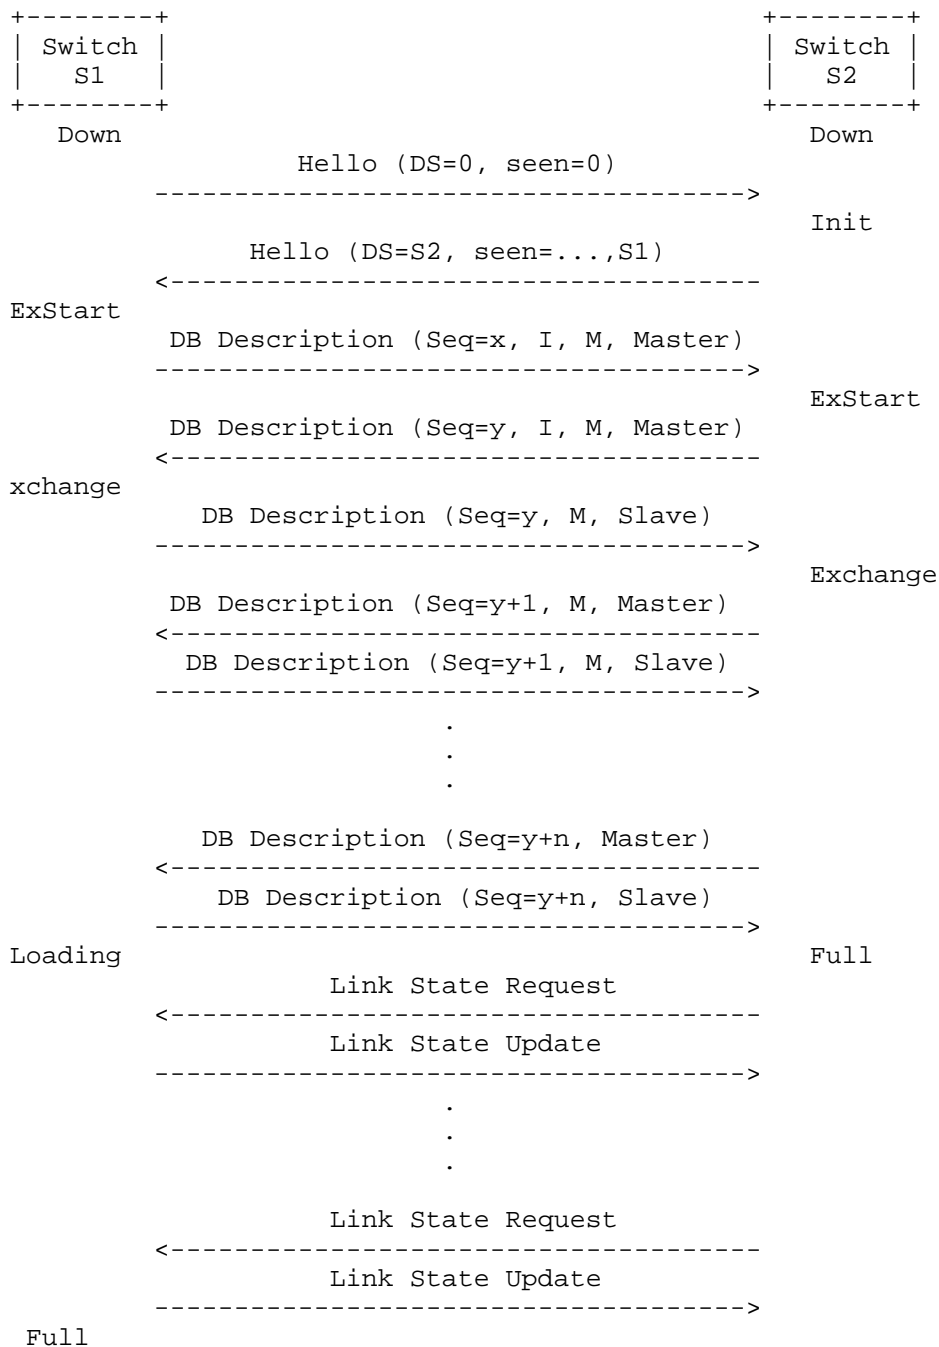 +--------+                                      +--------+
| Switch |                                      | Switch |
|   S1   |                                      |   S2   |
+--------+                                      +--------+
   Down                                            Down
                  Hello (DS=0, seen=0)
         ------------------------------------->
                                                   Init
               Hello (DS=S2, seen=...,S1)
         <-------------------------------------
ExStart
          DB Description (Seq=x, I, M, Master)
         ------------------------------------->
                                                   ExStart
          DB Description (Seq=y, I, M, Master)
         <-------------------------------------
xchange
            DB Description (Seq=y, M, Slave)
         ------------------------------------->
                                                   Exchange
          DB Description (Seq=y+1, M, Master)
         <-------------------------------------
           DB Description (Seq=y+1, M, Slave)
         ------------------------------------->
                           .
                           .
                           .
            DB Description (Seq=y+n, Master)
         <-------------------------------------
             DB Description (Seq=y+n, Slave)
         ------------------------------------->
Loading                                            Full
                    Link State Request
         <-------------------------------------
                    Link State Update
         ------------------------------------->
                           .
                           .
                           .
                    Link State Request
         <-------------------------------------
                    Link State Update
         ------------------------------------->
 Full